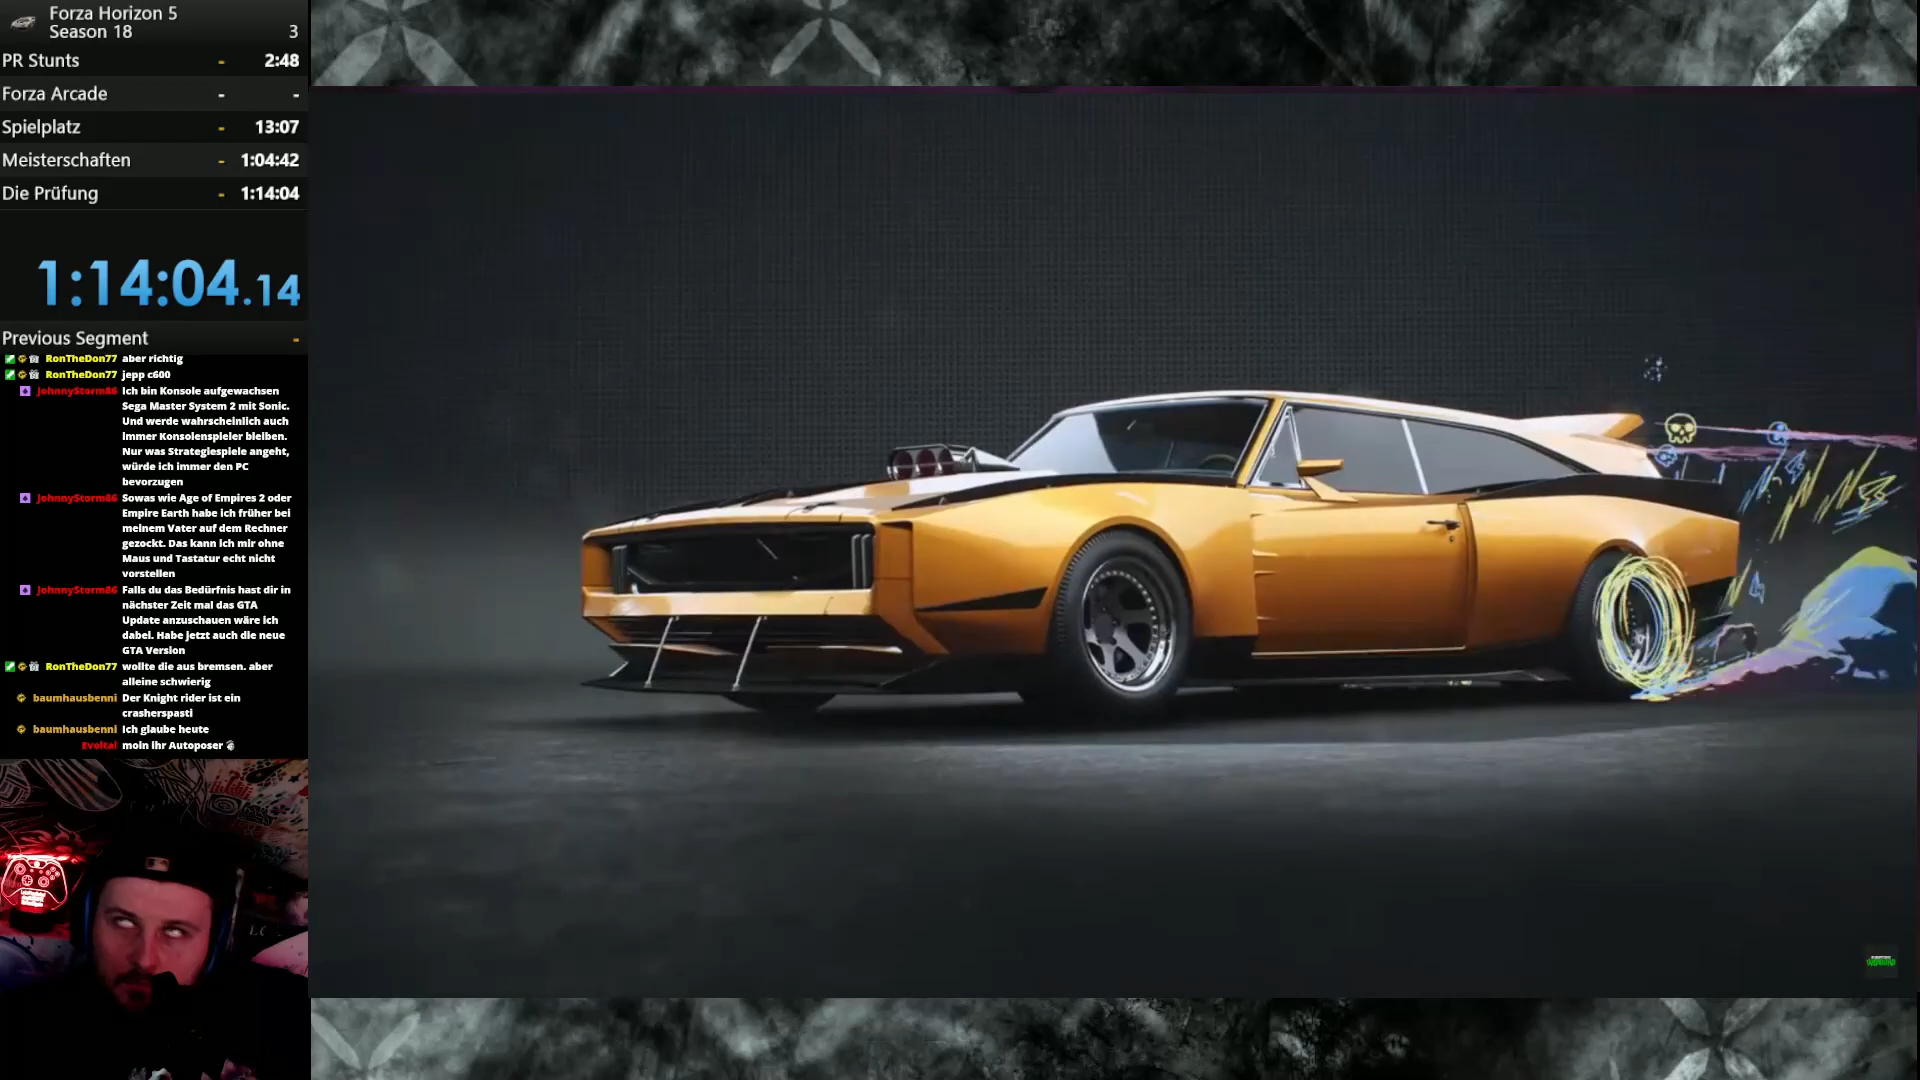 Forza Horizon 5
Season 18
3
PR Stunts - 2:48
Forza Arcade - -
Spielplatz - 13:07
Meisterschaften - 1:04:42
Die Prüfung - 1:14:04
1:14:04.14
Previous Segment -
RonTheDon77 aber richtig
RonTheDon77 jepp c600
JohnnyStorm86 Ich bin Konsole aufgewachsen
Sega Master System 2 mit Sonic.
Und werde wahrscheinlich auch
immer Konsolenspieler bleiben.
Nur was Strategiespiele angeht,
würde ich immer den PC
bevorzugen
JohnnyStorm86 Sowas wie Age of Empires 2 oder
Empire Earth habe ich früher bei
meinem Vater auf dem Rechner
gezockt. Das kann ich mir ohne
Maus und Tastatur echt nicht
vorstellen
JohnnyStorm86 Falls du das Bedürfnis hast dir in
nächster Zeit mal das GTA
Update anzuschauen wäre ich
dabei. Habe jetzt auch die neue
GTA Version
RonTheDon77 wollte die aus bremsen. aber
alleine schwierig
baumhausbenni Der Knight rider ist ein
crasherspasti
baumhausbenni Ich glaube heute
Evoltal moin ihr Autoposer